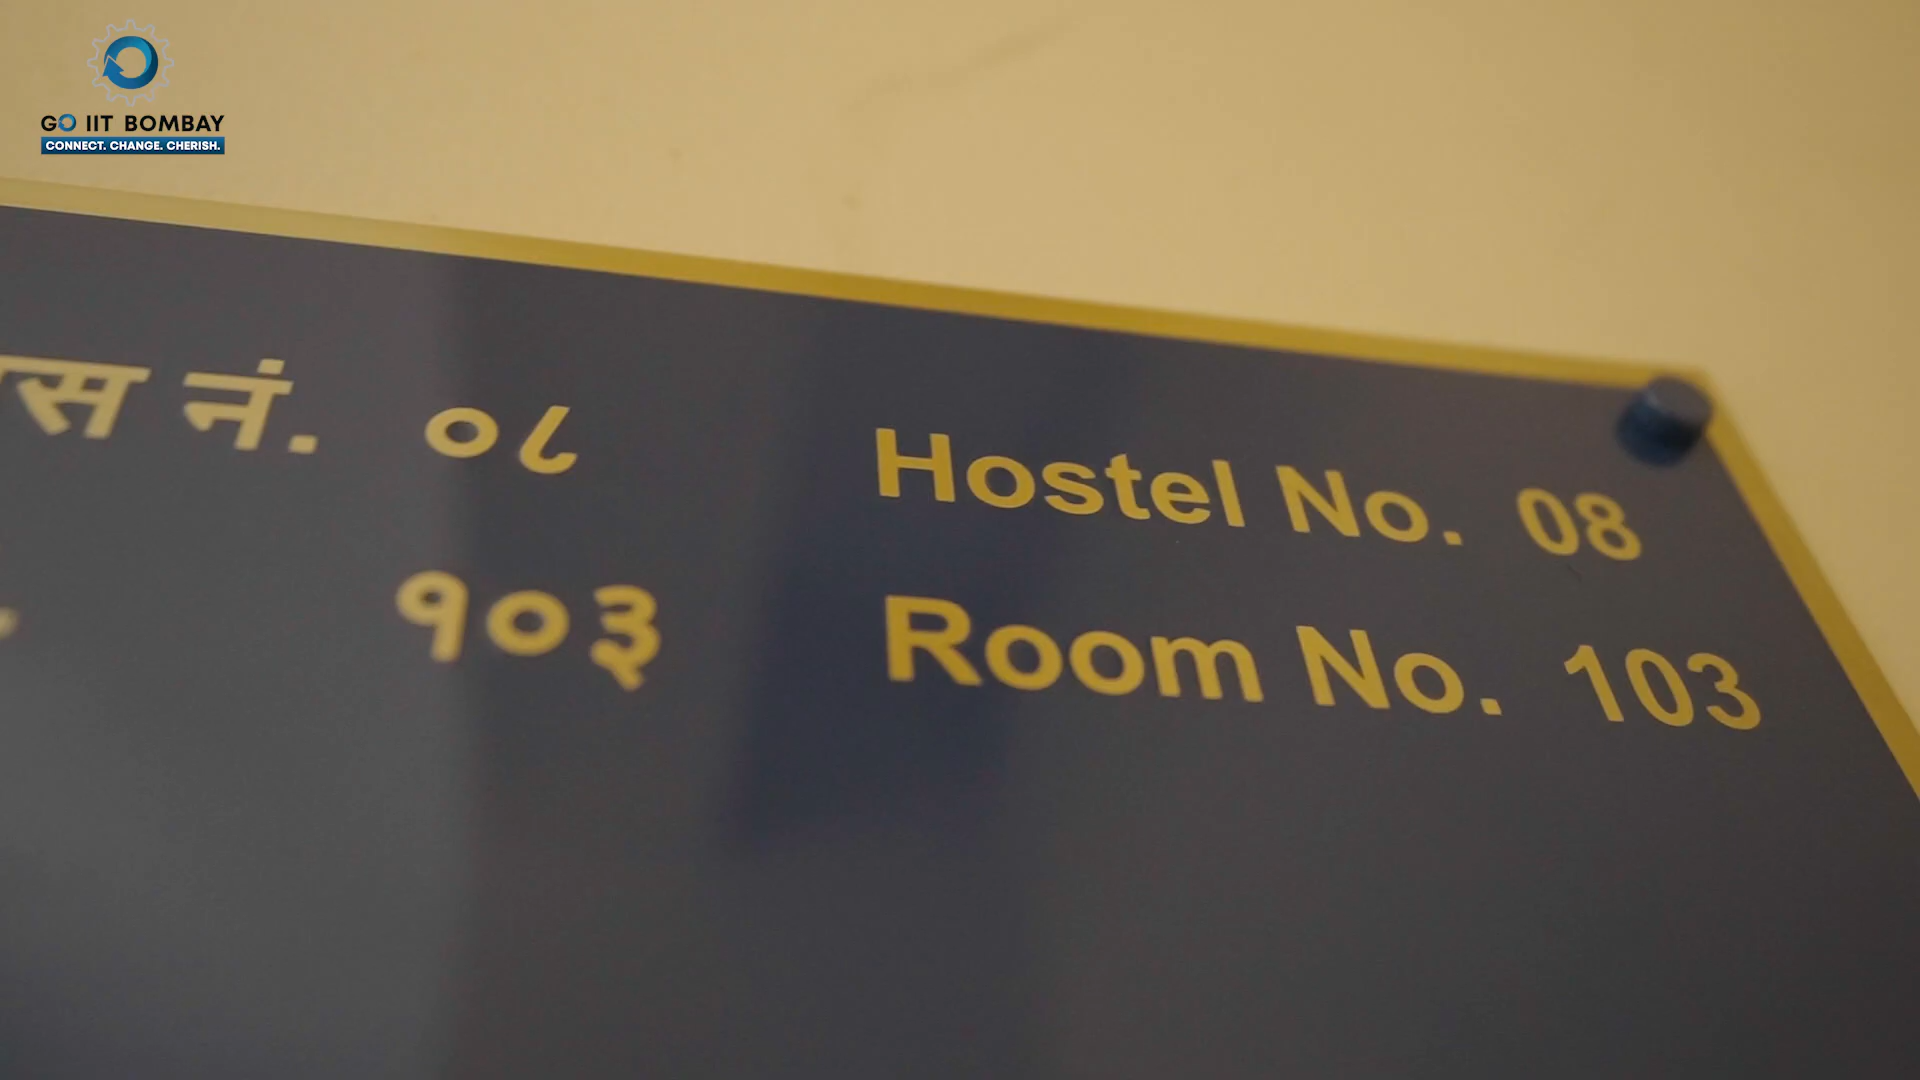 GO IIT BOMBAY
CONNECT. CHANGE. CHERISH.
नं. ०८ Hostel No. 08
१०३ Room No. 103